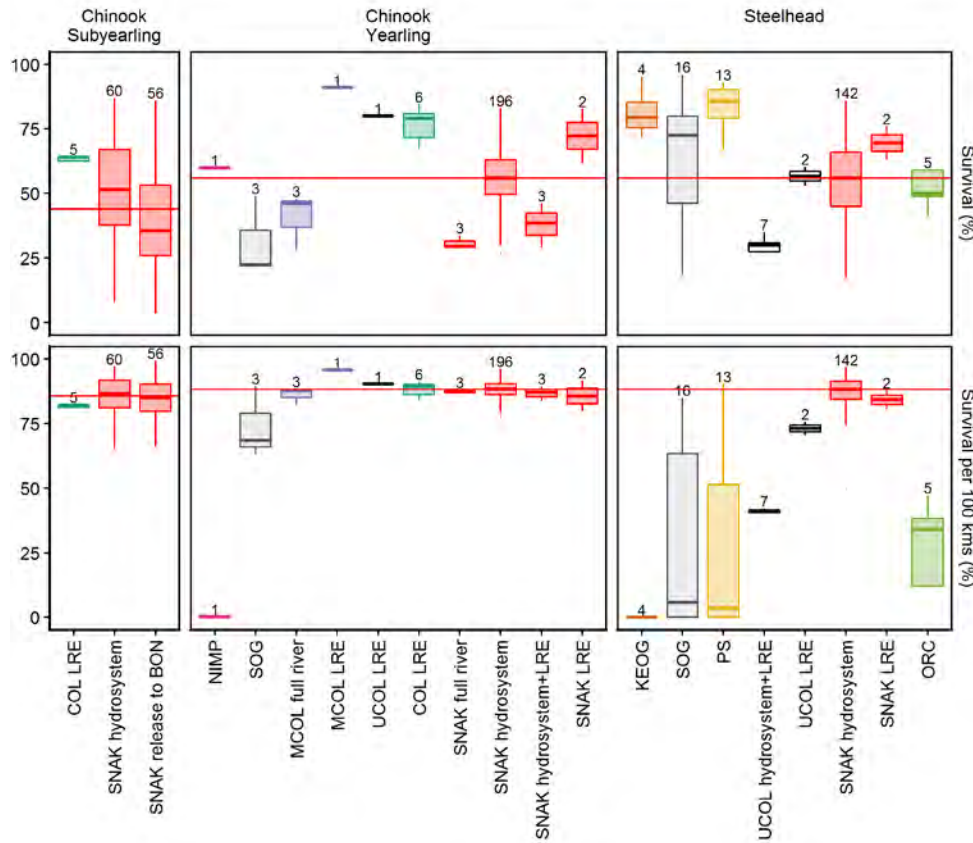 Chinook
Subyearling
Chinook
Yearling
Steelhead
100
75
50
25
0
5
60
56
1
3
3
1
1
6
3
196
3
2
4
16
13
7
2
142
2
5
Survival (%)
100
75
50
25
0
5
60
56
1
3
3
1
1
6
3
196
3
2
4
16
13
7
2
142
2
5
Survival per 100 kms (%)
COL LRE
SNAK hydrosystem
SNAK release to BON
NIMP
SOG
MCOL full river
MCOL LRE
UCOL LRE
COL LRE
SNAK full river
SNAK hydrosystem
SNAK hydrosystem+LRE
SNAK LRE
KEOG
SOG
PS
UCOL hydrosystem+LRE
UCOL LRE
SNAK hydrosystem
SNAK LRE
ORC